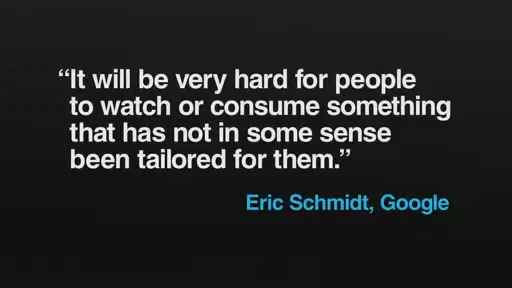 “It will be very hard for people
to watch or consume something
that has not in some sense
been tailored for them.”
Eric Schmidt, Google